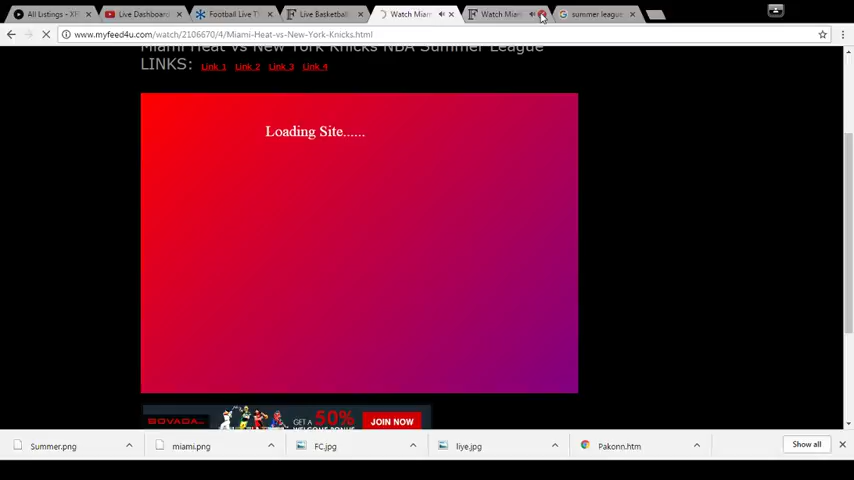 All Listings - XF
Live Dashboard
Football Live T
Live Basketball
Watch Miam
Watch Miam
summer league
www.myfeed4u.com/watch/2106670/4/Miami-Heat-vs-New-York-Knicks.html
Miami Heat vs New York Knicks NBA Summer League
LINKS: Link 1 Link 2 Link 3 Link 4
Loading Site......
BOVADA
GET A 50%
WELCOME BONUS
JOIN NOW
Summer.png
miami.png
FC.jpg
liye.jpg
Pakonn.htm
Show all